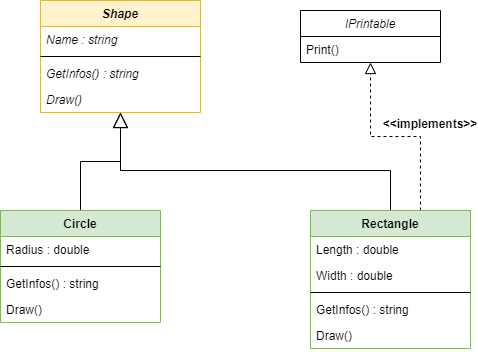 Shape
Name : string
GetInfos() : string
Draw()
IPrintable
Print()
<<implements>>
Circle
Radius : double
GetInfos() : string
Draw()
Rectangle
Length : double
Width : double
GetInfos() : string
Draw()